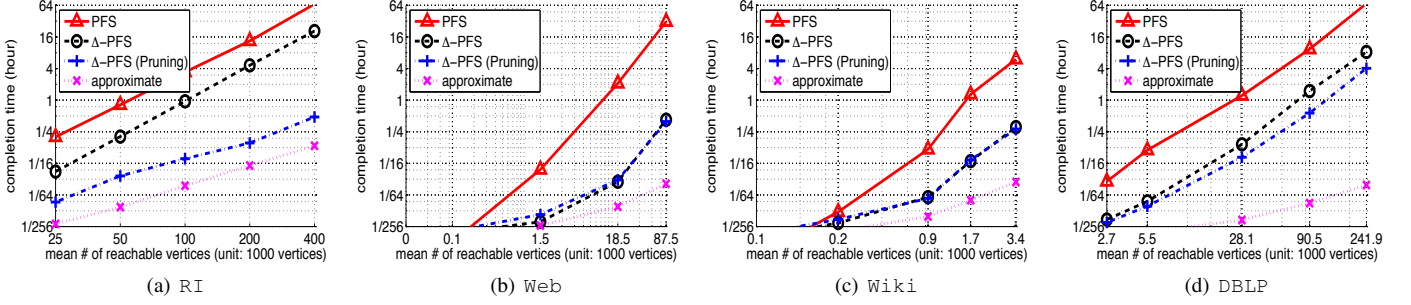 completion time (hour)
64
16
4
1
1/4
1/16
1/64
1/256
PFS
Δ−PFS
Δ−PFS (Pruning)
approximate
25
50
100
200
400
mean # of reachable vertices (unit: 1000 vertices)
(a) RI
completion time (hour)
64
16
4
1
1/4
1/16
1/64
1/256
PFS
Δ−PFS
Δ−PFS (Pruning)
approximate
0
0.1
1.5
18.5
87.5
mean # of reachable vertices (unit: 1000 vertices)
(b) Web
completion time (hour)
64
16
4
1
1/4
1/16
1/64
1/256
PFS
Δ−PFS
Δ−PFS (Pruning)
approximate
0.1
0.2
0.9
1.7
3.4
mean # of reachable vertices (unit: 1000 vertices)
(c) Wiki
completion time (hour)
64
16
4
1
1/4
1/16
1/64
1/256
PFS
Δ−PFS
Δ−PFS (Pruning)
approximate
2.7
5.5
28.1
90.5
241.9
mean # of reachable vertices (unit: 1000 vertices)
(d) DBLP